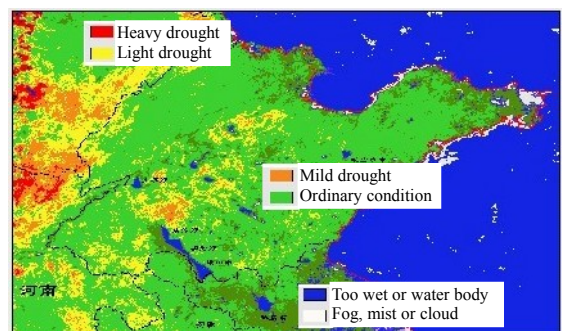 Heavy drought
Light drought
Mild drought
Ordinary condition
河南
Too wet or water body
Fog, mist or cloud